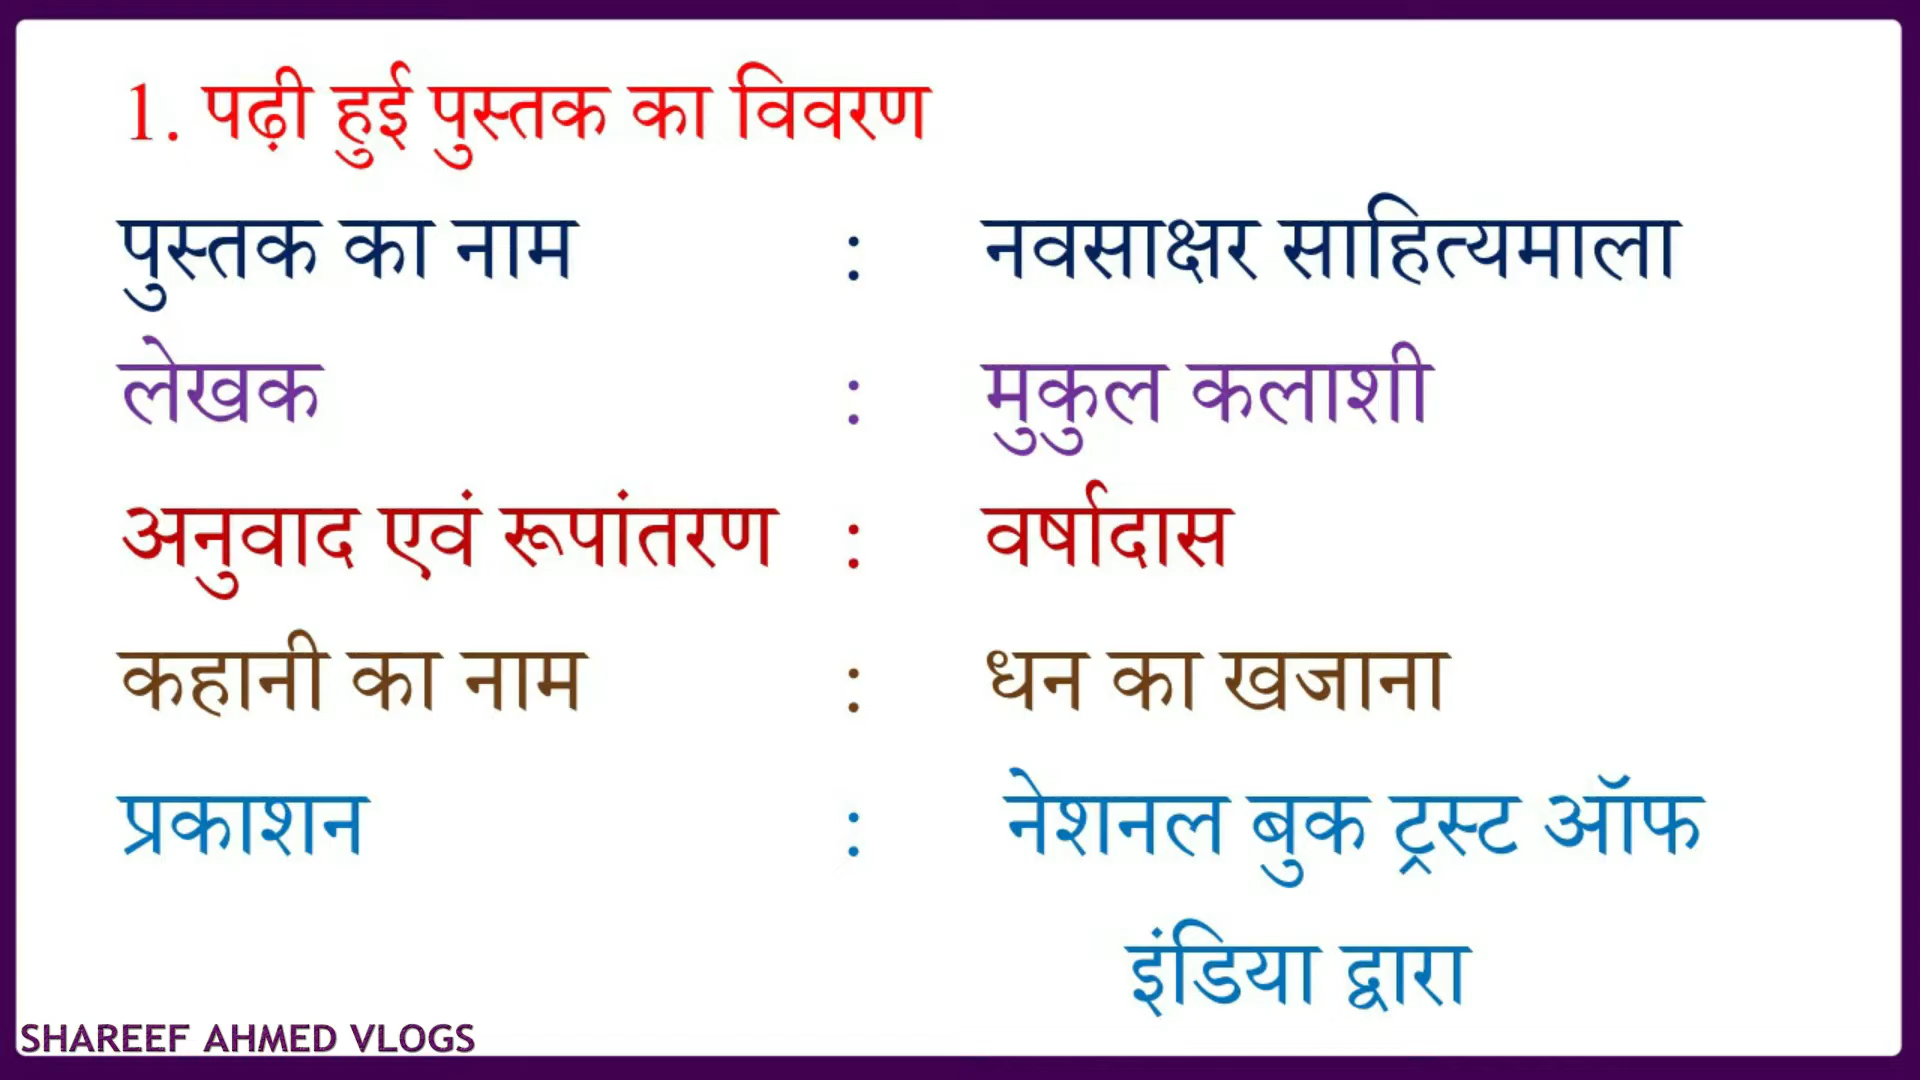 1. पढ़ी हुई पुस्तक का विवरण
पुस्तक का नाम : नवसाक्षर साहित्यमाला
लेखक : मुकुल कलाशी
अनुवाद एवं रूपांतरण : वर्षादास
कहानी का नाम : धन का खजाना
प्रकाशन : नेशनल बुक ट्रस्ट ऑफ
इंडिया द्वारा
SHAREEF AHMED VLOGS